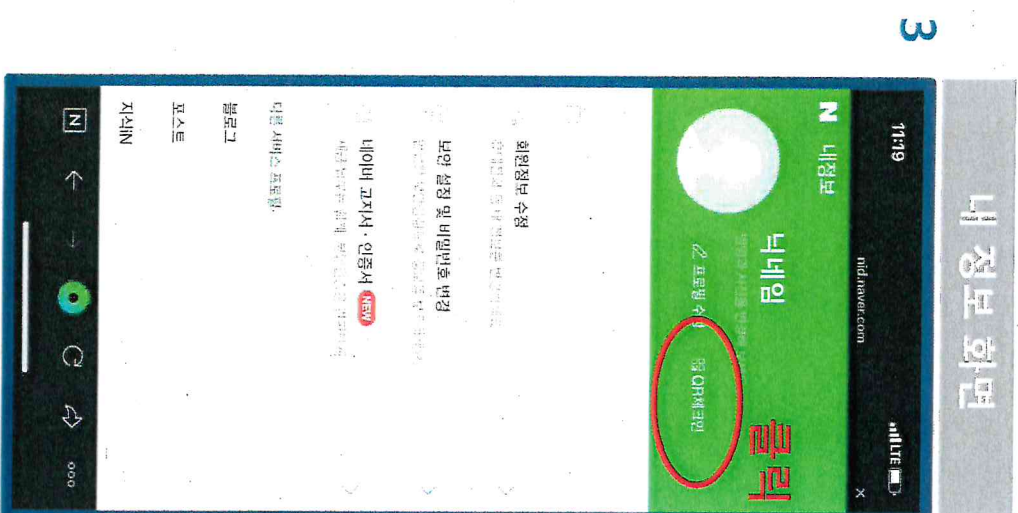 3
내 정보 화면
11:19
nid.naver.com
LTE
×
N 내정보
닉네임
프로필 수정
QR체크인
클릭
회원정보 수정
보안 설정 및 비밀번호 변경
네이버 고지서 · 인증서 NEW
다른 서비스 프로필
블로그
포스트
지식iN
N